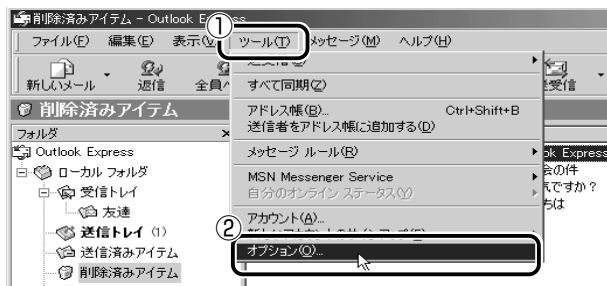 削除済みアイテム - Outlook Express
①
ファイル(F) 編集(E) 表示(V) ツール(T) メッセージ(M) ヘルプ(H)
新しいメール 返信 全員へ
送受信
すべて同期(Z)
アドレス帳(B)... Ctrl+Shift+B
送信者をアドレス帳に追加する(D)
メッセージ ルール(R)
MSN Messenger Service
自分のオンライン ステータス(Y)
アカウント(A)...
②
オプション(O)...
削除済みアイテム
フォルダ ×
Outlook Express
ローカル フォルダ
受信トレイ
友達
送信トレイ (1)
送信済みアイテム
削除済みアイテム
ok Express
会の件
気ですか?
ちは